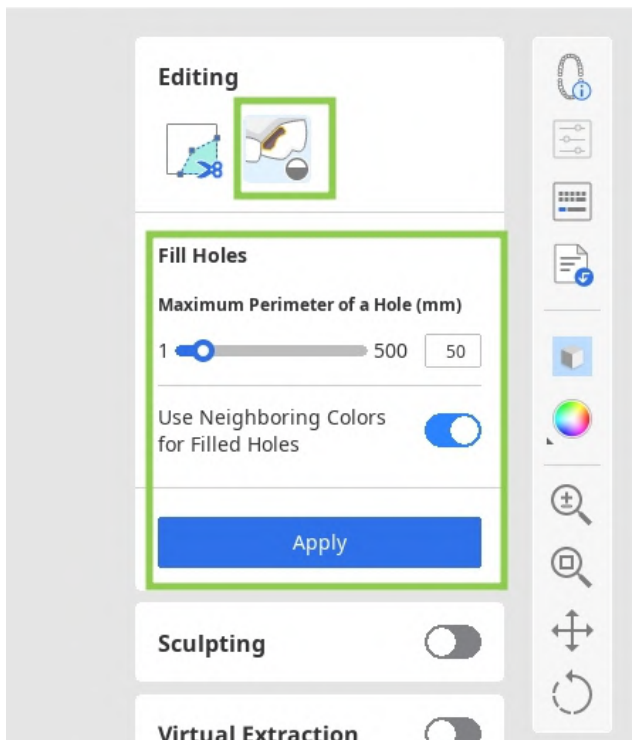 Editing
Fill Holes
Maximum Perimeter of a Hole (mm)
1 500 50
Use Neighboring Colors
for Filled Holes
Apply
Sculpting
Virtual Extraction